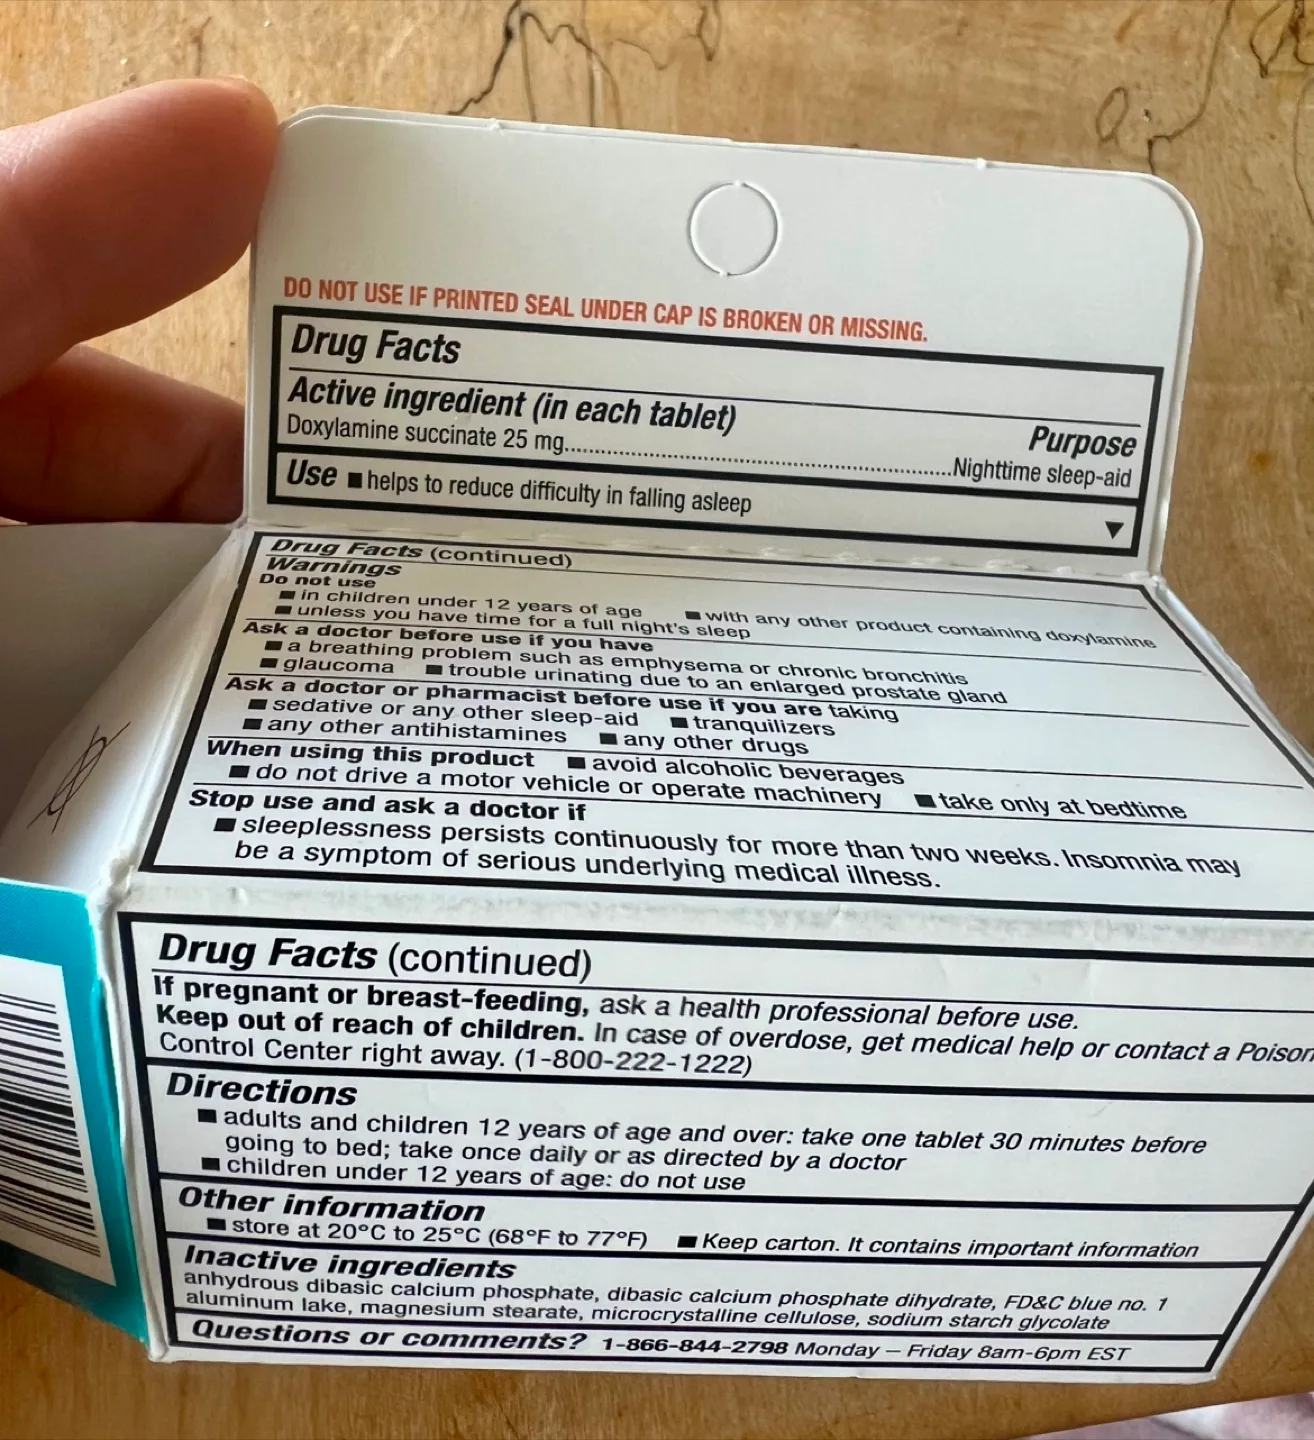 DO NOT USE IF PRINTED SEAL UNDER CAP IS BROKEN OR MISSING.
Drug Facts
Active ingredient (in each tablet) Purpose
Doxylamine succinate 25 mg..........Nighttime sleep-aid
Use ■ helps to reduce difficulty in falling asleep
▼
Drug Facts (continued)
Warnings
Do not use
■ in children under 12 years of age ■ with any other product containing doxylamine
■ unless you have time for a full night's sleep
Ask a doctor before use if you have
■ a breathing problem such as emphysema or chronic bronchitis
■ glaucoma ■ trouble urinating due to an enlarged prostate gland
Ask a doctor or pharmacist before use if you are taking
■ sedative or any other sleep-aid ■ tranquilizers
■ any other antihistamines ■ any other drugs
When using this product ■ avoid alcoholic beverages
■ do not drive a motor vehicle or operate machinery ■ take only at bedtime
Stop use and ask a doctor if
■ sleeplessness persists continuously for more than two weeks. Insomnia may
be a symptom of serious underlying medical illness.
Drug Facts (continued)
If pregnant or breast-feeding, ask a health professional before use.
Keep out of reach of children. In case of overdose, get medical help or contact a Poison
Control Center right away. (1-800-222-1222)
Directions
■ adults and children 12 years of age and over: take one tablet 30 minutes before
going to bed; take once daily or as directed by a doctor
■ children under 12 years of age: do not use
Other information
■ store at 20°C to 25°C (68°F to 77°F) ■ Keep carton. It contains important information
Inactive ingredients
anhydrous dibasic calcium phosphate, dibasic calcium phosphate dihydrate, FD&C blue no. 1
aluminum lake, magnesium stearate, microcrystalline cellulose, sodium starch glycolate
Questions or comments? 1-866-844-2798 Monday – Friday 8am-6pm EST